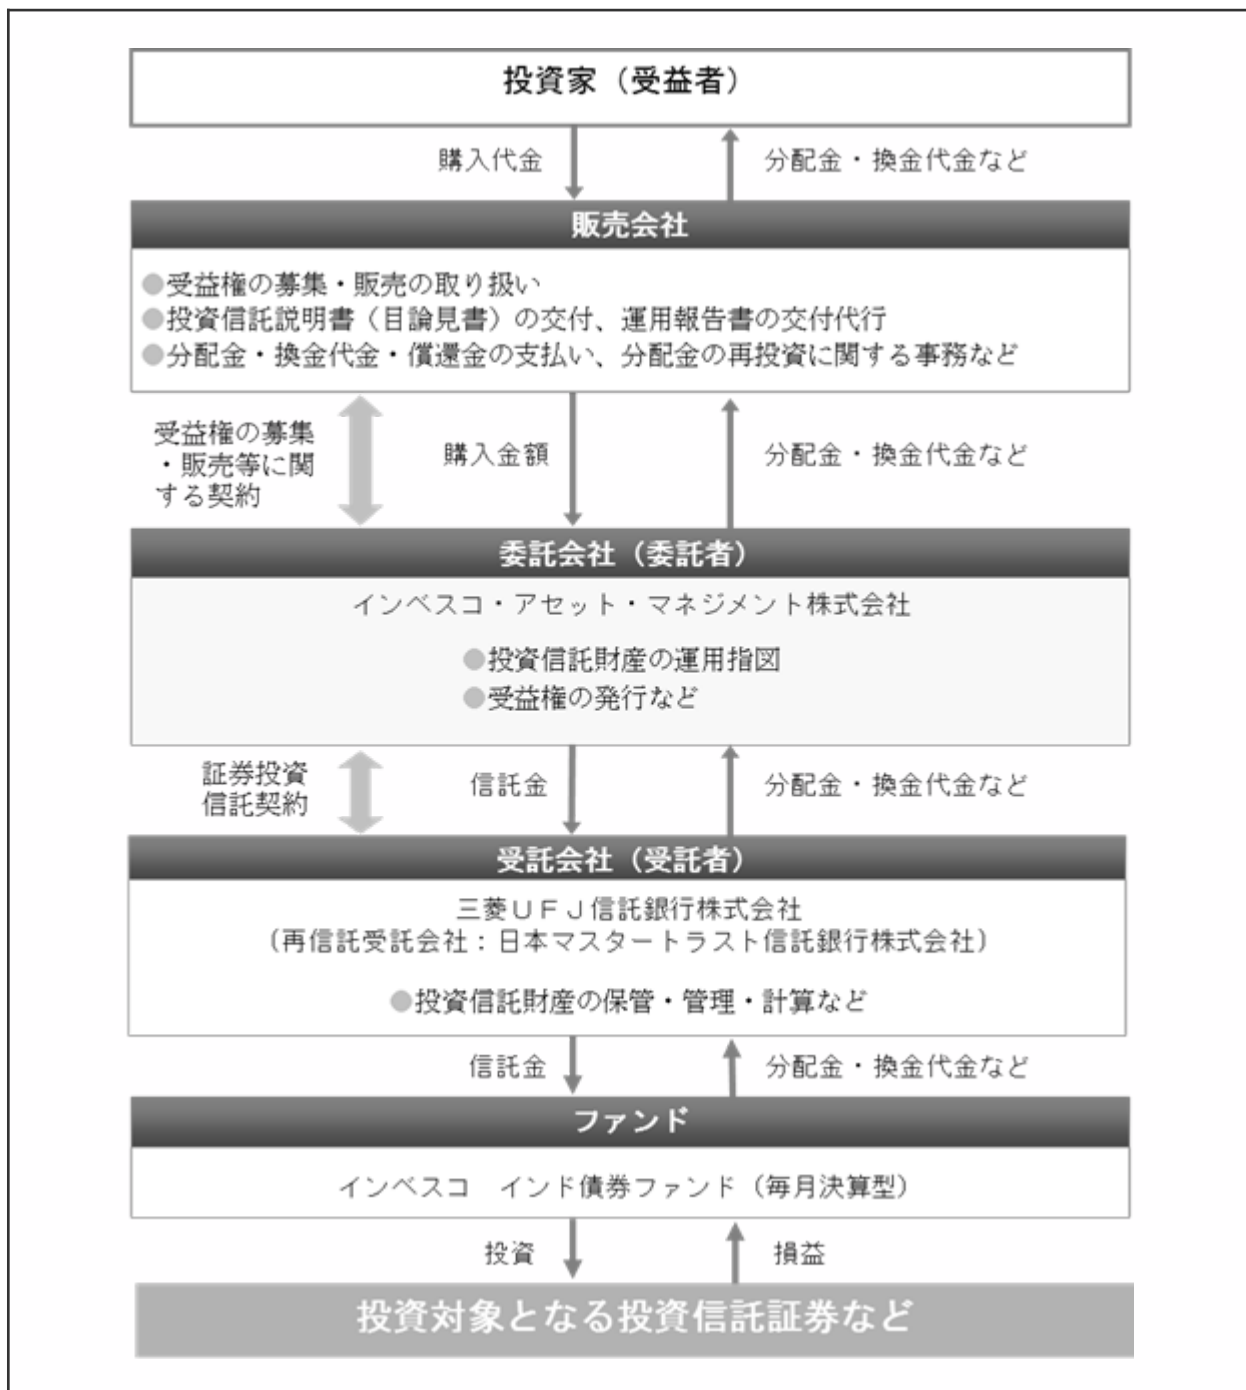 投資家（受益者）
購入代金
分配金・換金代金など
販売会社
●受益権の募集・販売の取り扱い
●投資信託説明書（目論見書）の交付、運用報告書の交付代行
●分配金・換金代金・償還金の支払い、分配金の再投資に関する事務など
受益権の募集
・販売等に関
する契約
購入金額
分配金・換金代金など
委託会社（委託者）
インベスコ・アセット・マネジメント株式会社
●投資信託財産の運用指図
●受益権の発行など
証券投資
信託契約
信託金
分配金・換金代金など
受託会社（受託者）
三菱ＵＦＪ信託銀行株式会社
（再信託受託会社：日本マスタートラスト信託銀行株式会社）
●投資信託財産の保管・管理・計算など
信託金
分配金・換金代金など
ファンド
インベスコ　インド債券ファンド（毎月決算型）
投資
損益
投資対象となる投資信託証券など